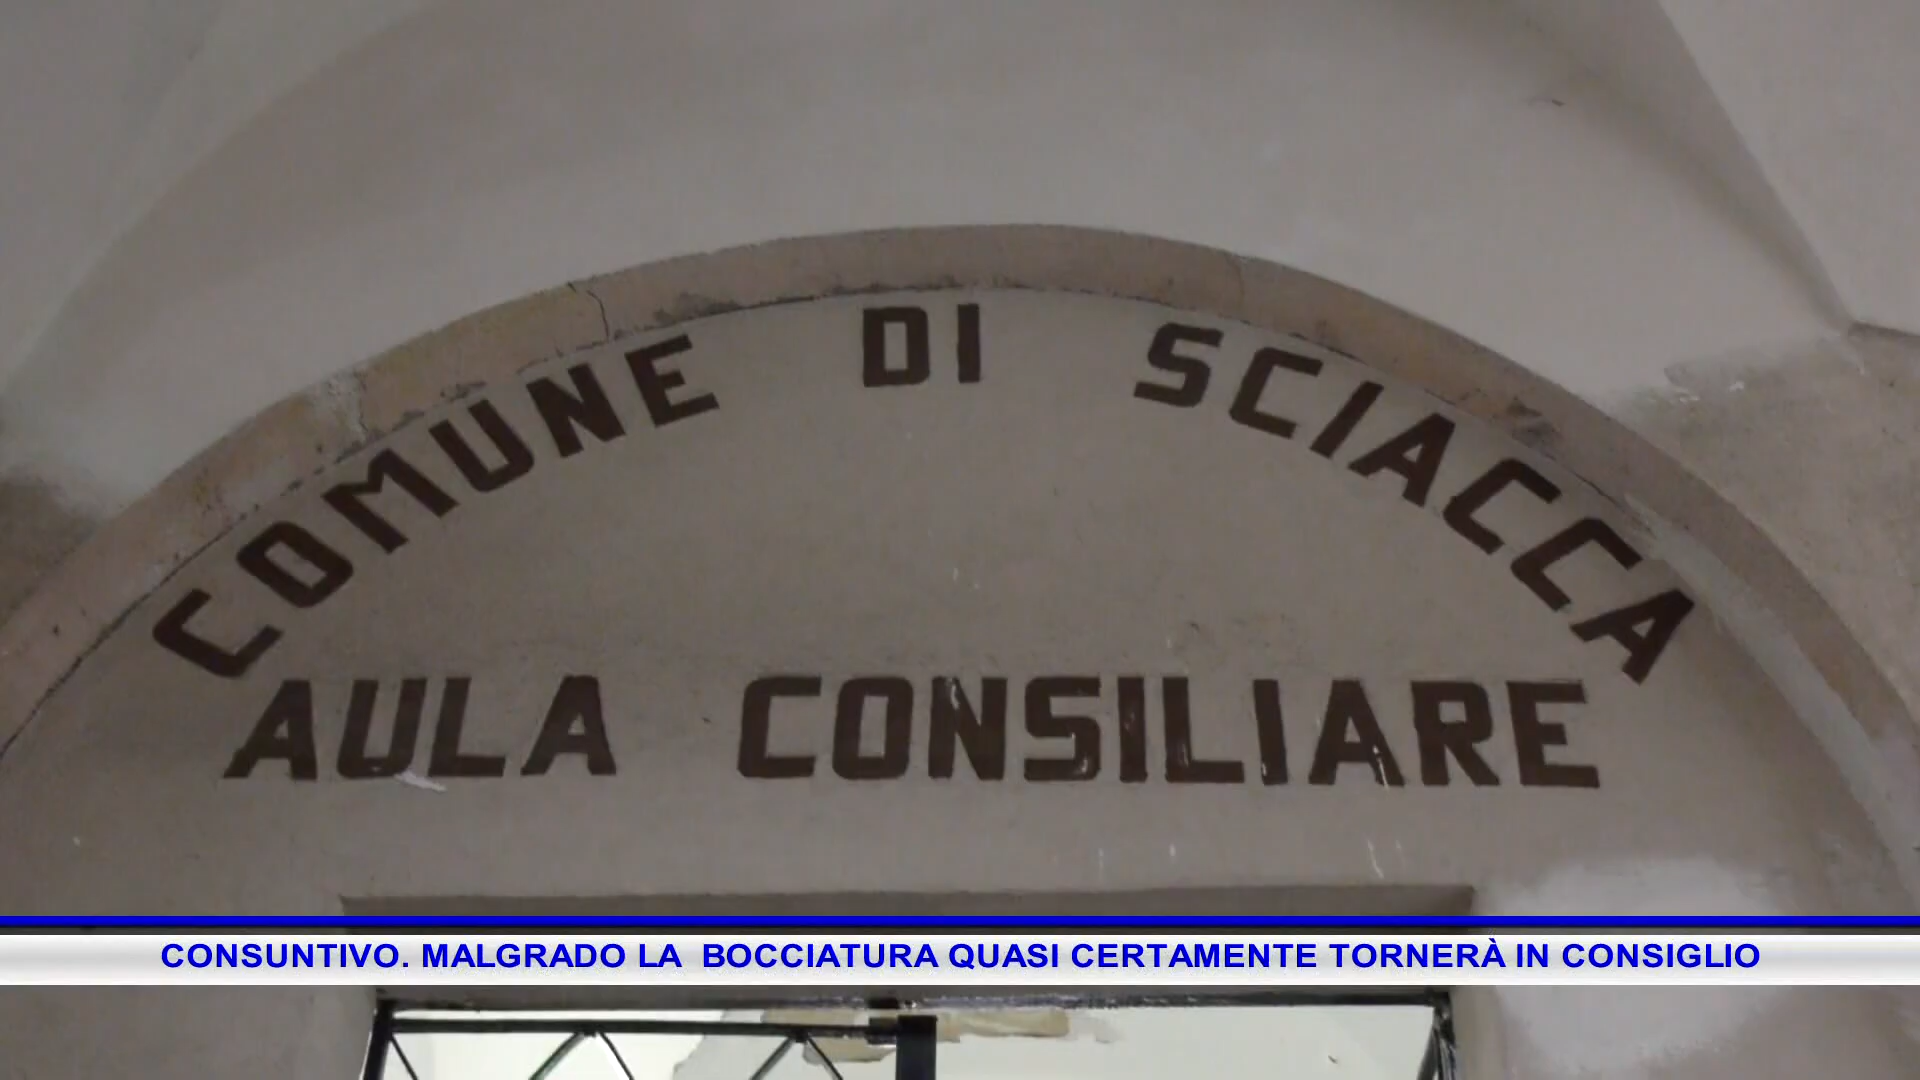 COMUNE DI SCIACCA
AULA CONSILIARE
CONSUNTIVO. MALGRADO LA BOCCIATURA QUASI CERTAMENTE TORNERÀ IN CONSIGLIO